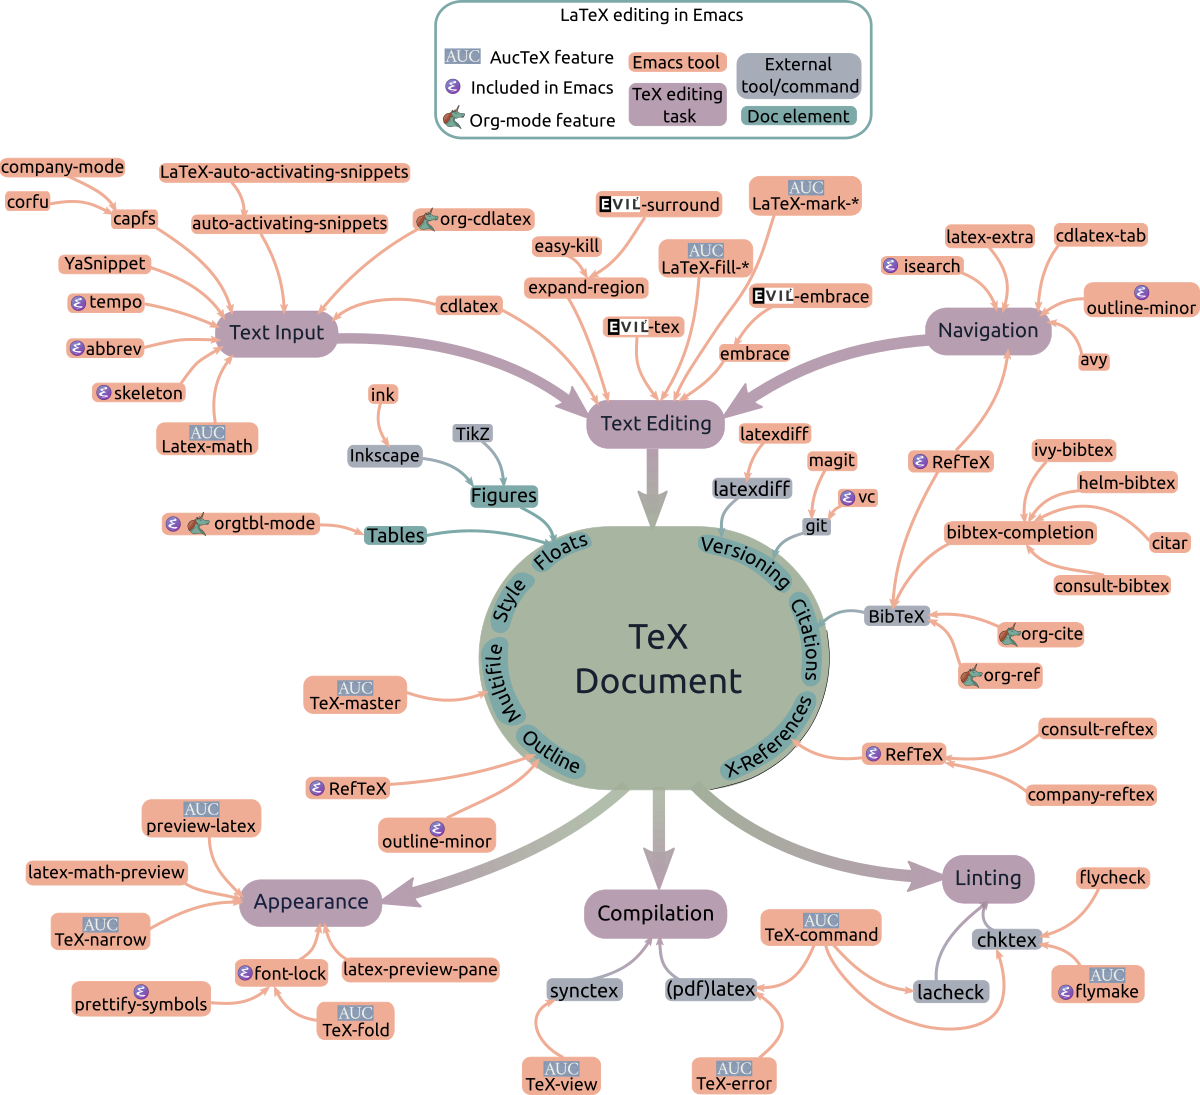 LaTeX editing in Emacs
AUC AucTeX feature
Included in Emacs
Org-mode feature
Emacs tool
TeX editing
task
External
tool/command
Doc element
company-mode
corfu
capfs
LaTeX-auto-activating-snippets
auto-activating-snippets
org-cdlatex
YaSnippet
tempo
abbrev
skeleton
AUC
Latex-math
Text Input
cdlatex
EVIL-surround
easy-kill
expand-region
AUC
LaTeX-mark-*
AUC
LaTeX-fill-*
EVIL-embrace
EVIL-tex
embrace
Text Editing
latex-extra
cdlatex-tab
isearch
outline-minor
Navigation
avy
RefTeX
ink
Inkscape
TikZ
Figures
orgtbl-mode
Tables
latexdiff
magit
latexdiff
vc
git
ivy-bibtex
helm-bibtex
bibtex-completion
citar
consult-bibtex
BibTeX
org-cite
org-ref
Floats
Style
Multifile
Outline
Versioning
Citations
X-References
TeX
Document
AUC
TeX-master
RefTeX
outline-minor
consult-reftex
RefTeX
company-reftex
AUC
preview-latex
latex-math-preview
AUC
TeX-narrow
Appearance
font-lock
latex-preview-pane
prettify-symbols
AUC
TeX-fold
Compilation
synctex
(pdf)latex
AUC
TeX-view
AUC
TeX-error
AUC
TeX-command
Linting
flycheck
chktex
lacheck
AUC
flymake